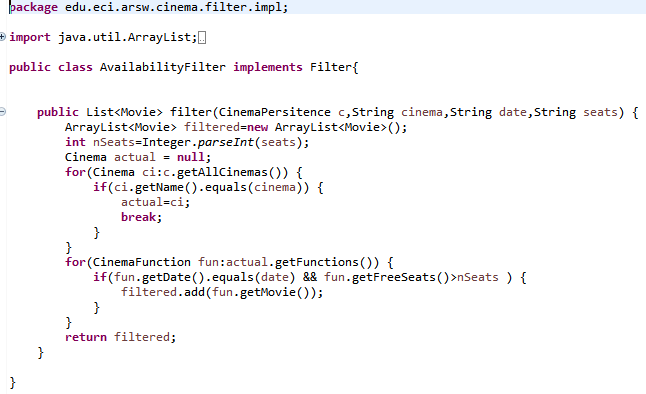 package edu.eci.arsw.cinema.filter.impl;
import java.util.ArrayList;
public class AvailabilityFilter implements Filter{
public List<Movie> filter(CinemaPersitence c,String cinema,String date,String seats) {
ArrayList<Movie> filtered=new ArrayList<Movie>();
int nSeats=Integer.parseInt(seats);
Cinema actual = null;
for(Cinema ci:c.getAllCinemas()) {
if(ci.getName().equals(cinema)) {
actual=ci;
break;
}
}
for(CinemaFunction fun:actual.getFunctions()) {
if(fun.getDate().equals(date) && fun.getFreeSeats()>nSeats ) {
filtered.add(fun.getMovie());
}
}
return filtered;
}
}